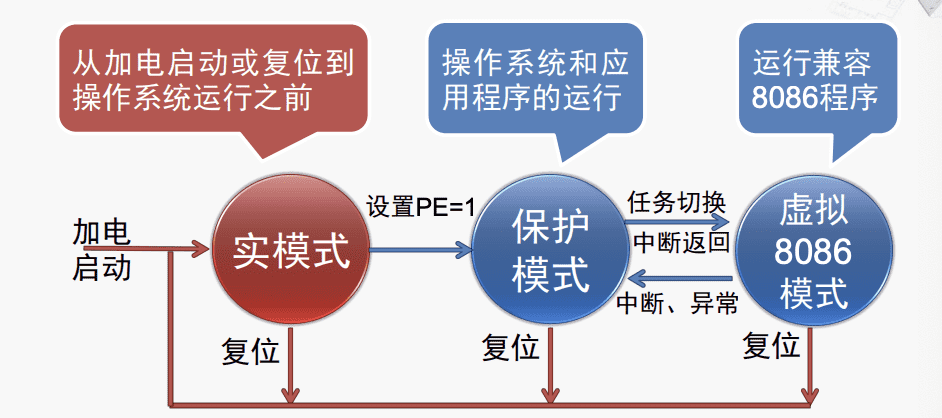 从加电启动或复位到
操作系统运行之前
操作系统和应
用程序的运行
运行兼容
8086程序
加电
启动
实模式
设置PE=1
保护
模式
任务切换
中断返回
中断、异常
虚拟
8086
模式
复位
复位
复位